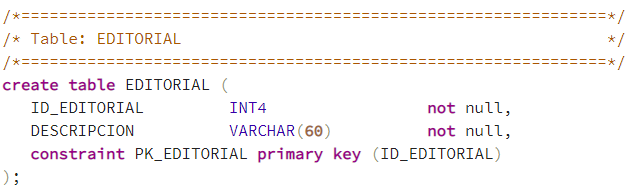 /*==============================================================*/
/* Table: EDITORIAL                                             */
/*==============================================================*/
create table EDITORIAL (
   ID_EDITORIAL         INT4                 not null,
   DESCRIPCION          VARCHAR(60)          not null,
   constraint PK_EDITORIAL primary key (ID_EDITORIAL)
);